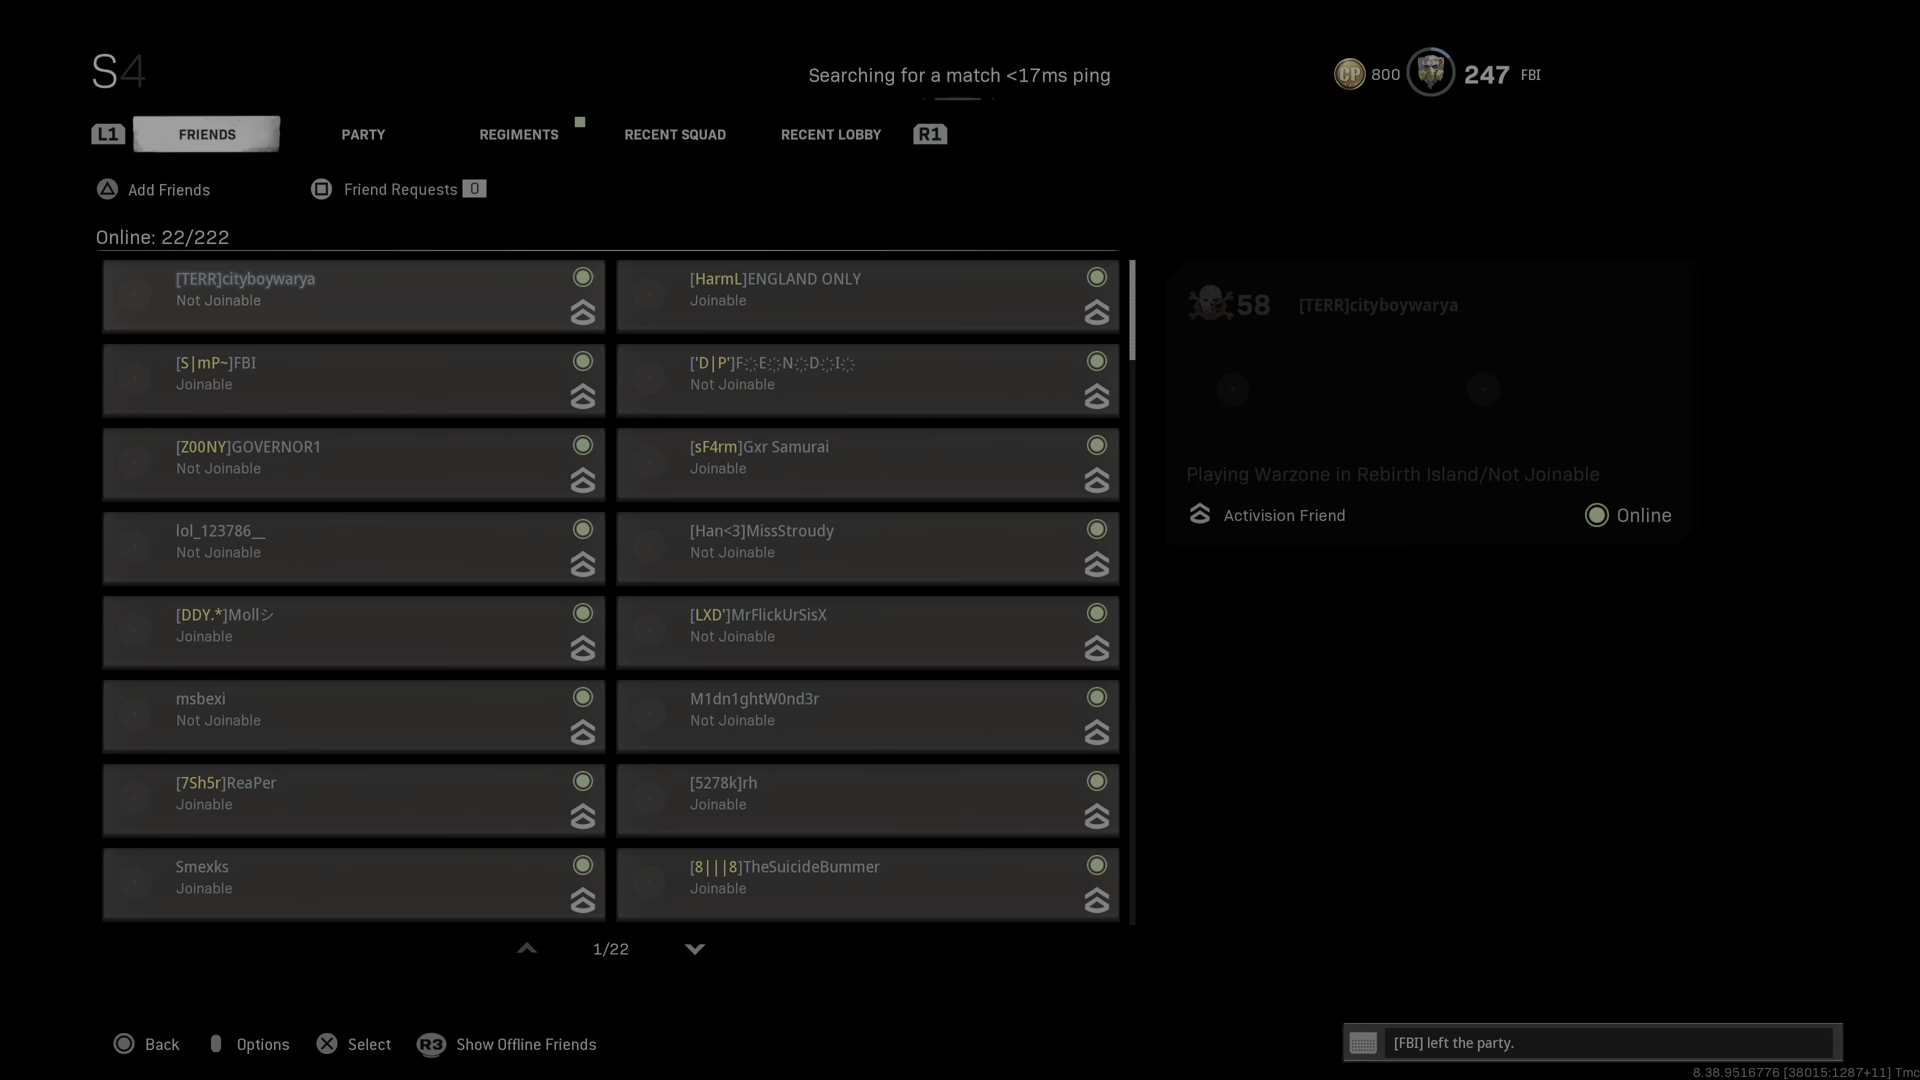 S4
Searching for a match <17ms ping
CP 800 247 FBI
L1 FRIENDS PARTY REGIMENTS RECENT SQUAD RECENT LOBBY R1
Add Friends Friend Requests 0
Online: 22/222
[TERR]cityboywarya
Not Joinable
[HarmL]ENGLAND ONLY
Joinable
[S|mP~]FBI
Joinable
['D|P']F҉E҉N҉D҉I҉
Not Joinable
[Z00NY]GOVERNOR1
Not Joinable
[sF4rm]Gxr Samurai
Joinable
lol_123786__
Not Joinable
[Han<3]MissStroudy
Not Joinable
[DDY.*]Mollシ
Joinable
[LXD']MrFlickUrSisX
Not Joinable
msbexi
Not Joinable
M1dn1ghtW0nd3r
Not Joinable
[7Sh5r]ReaPer
Joinable
[5278k]rh
Joinable
Smexks
Joinable
[8|||8]TheSuicideBummer
Joinable
1/22
58 [TERR]cityboywarya
Playing Warzone in Rebirth Island/Not Joinable
Activision Friend Online
Back Options Select R3 Show Offline Friends
[FBI] left the party.
8.38.9516776 [38015:1287+11] Tmc